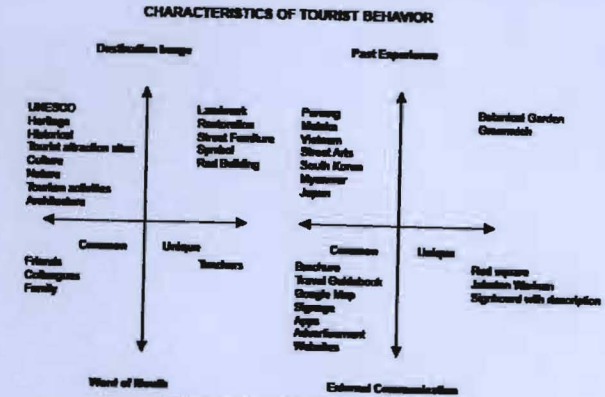 CHARACTERISTICS OF TOURIST BEHAVIOR
Destination Image
UNESCO
Heritage
Historical
Tourist attraction sites
Culture
Nature
Tourism activities
Architecture
Landmark
Restoration
Street Furniture
Symbol
Red Building
Common
Unique
Friends
Colleagues
Family
Teachers
Word of Mouth
Past Experience
Penang
Melaka
Vietnam
Street Arts
South Korea
Myanmar
Japan
Botanical Garden
Greenwich
Common
Unique
Brochure
Travel Guidebook
Google Map
Signage
Apps
Advertisement
Websites
Red square
Signboard with description
External Communication